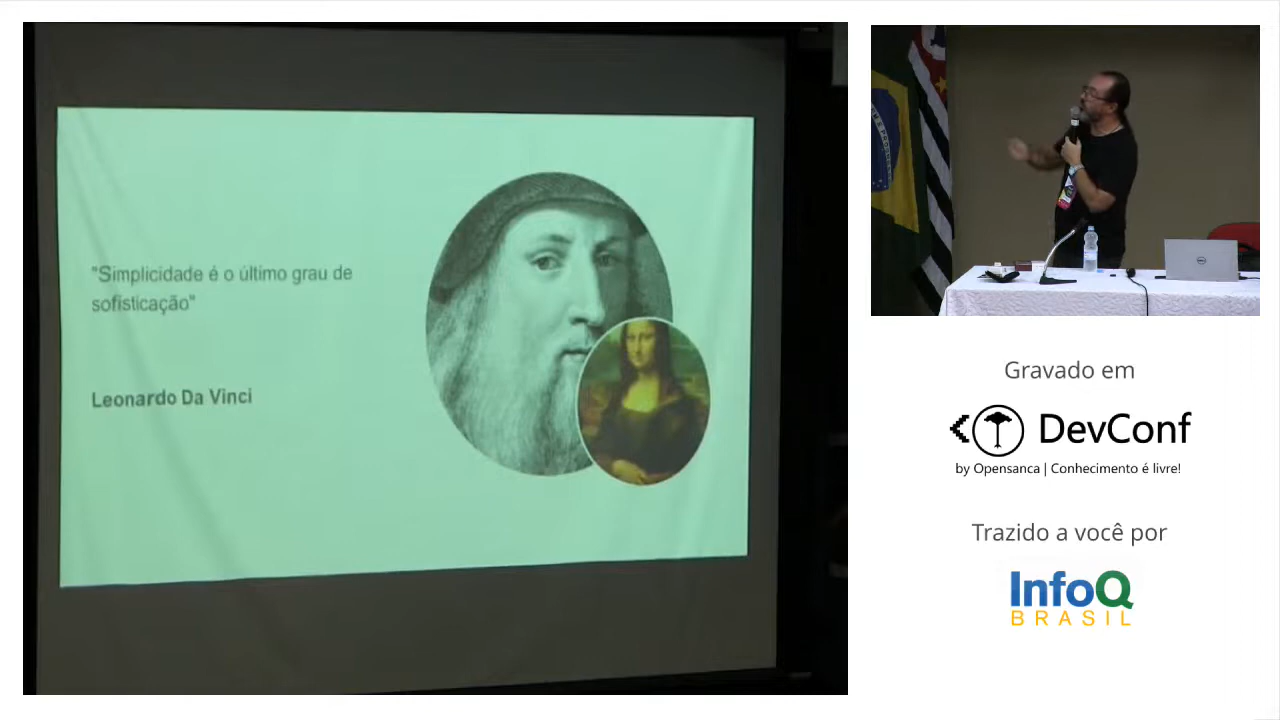 "Simplicidade é o último grau de
sofisticação"
Leonardo Da Vinci
Gravado em
DevConf
by Opensanca | Conhecimento é livre!
Trazido a você por
InfoQ
BRASIL